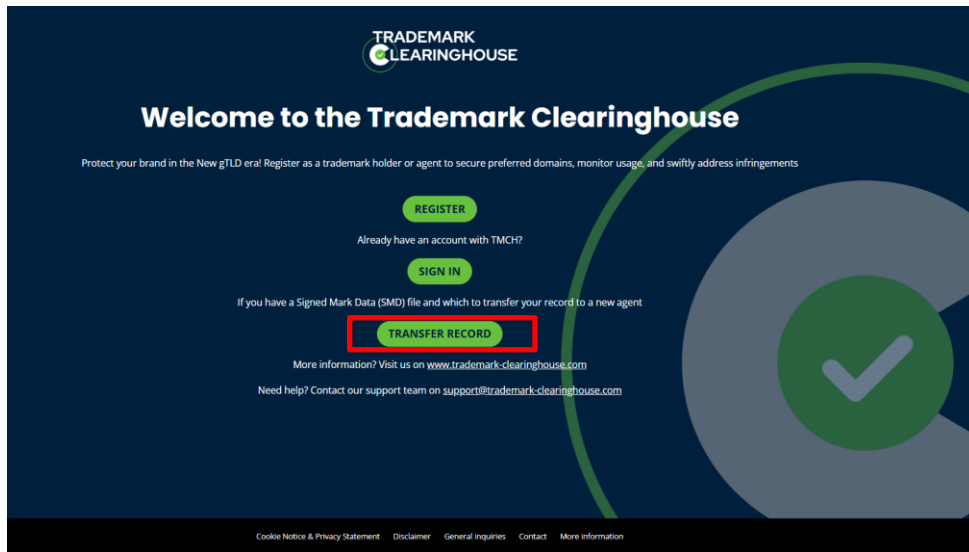 TRADEMARK
CLEARINGHOUSE
Welcome to the Trademark Clearinghouse
Protect your brand in the New gTLD era! Register as a trademark holder or agent to secure preferred domains, monitor usage, and swiftly address infringements
REGISTER
Already have an account with TMCH?
SIGN IN
If you have a Signed Mark Data (SMD) file and which to transfer your record to a new agent
TRANSFER RECORD
More information? Visit us on www.trademark-clearinghouse.com
Need help? Contact our support team on support@trademark-clearinghouse.com
Cookie Notice & Privacy Statement Disclaimer General inquiries Contact More information